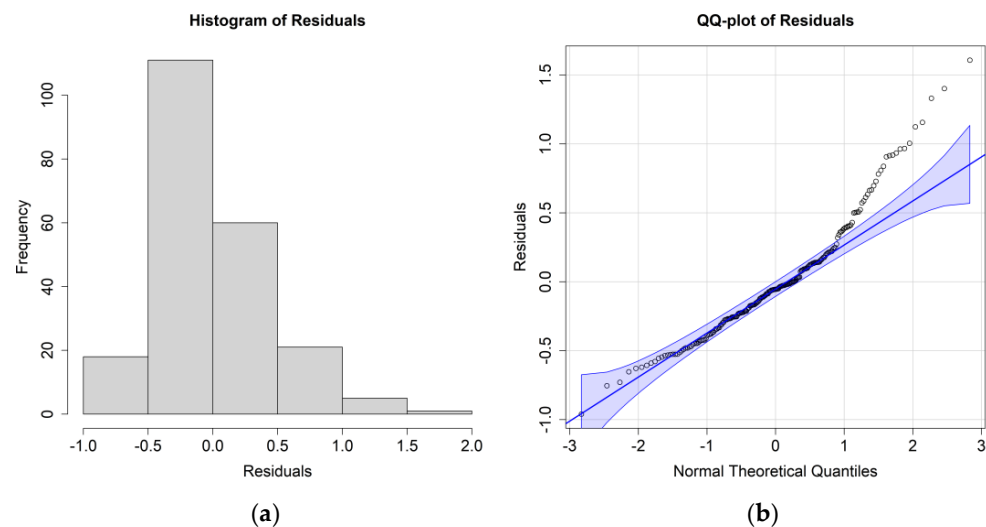 Histogram of Residuals
Frequency
0
20
40
60
80
100
-1.0 -0.5 0.0 0.5 1.0 1.5 2.0
Residuals
(a)
QQ-plot of Residuals
Residuals
-1.0
-0.5
0.0
0.5
1.0
1.5
-3 -2 -1 0 1 2 3
Normal Theoretical Quantiles
(b)